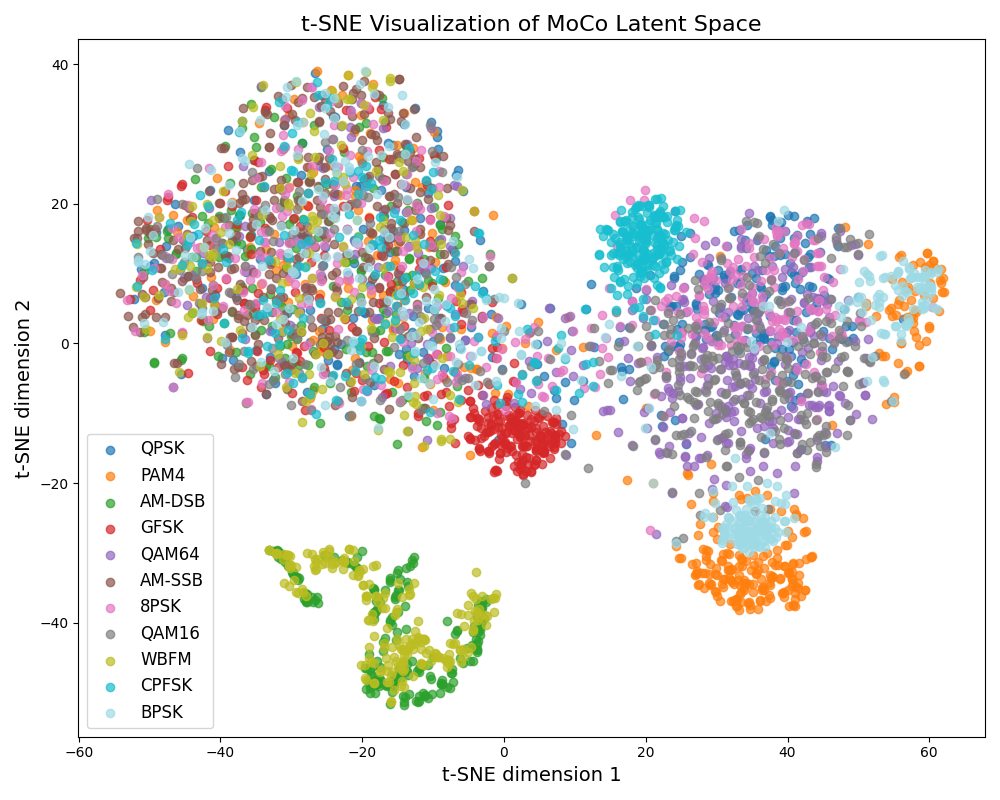 t-SNE Visualization of MoCo Latent Space
t-SNE dimension 2
40
20
0
−20
−40
QPSK
PAM4
AM-DSB
GFSK
QAM64
AM-SSB
8PSK
QAM16
WBFM
CPFSK
BPSK
−60
−40
−20
0
20
40
60
t-SNE dimension 1